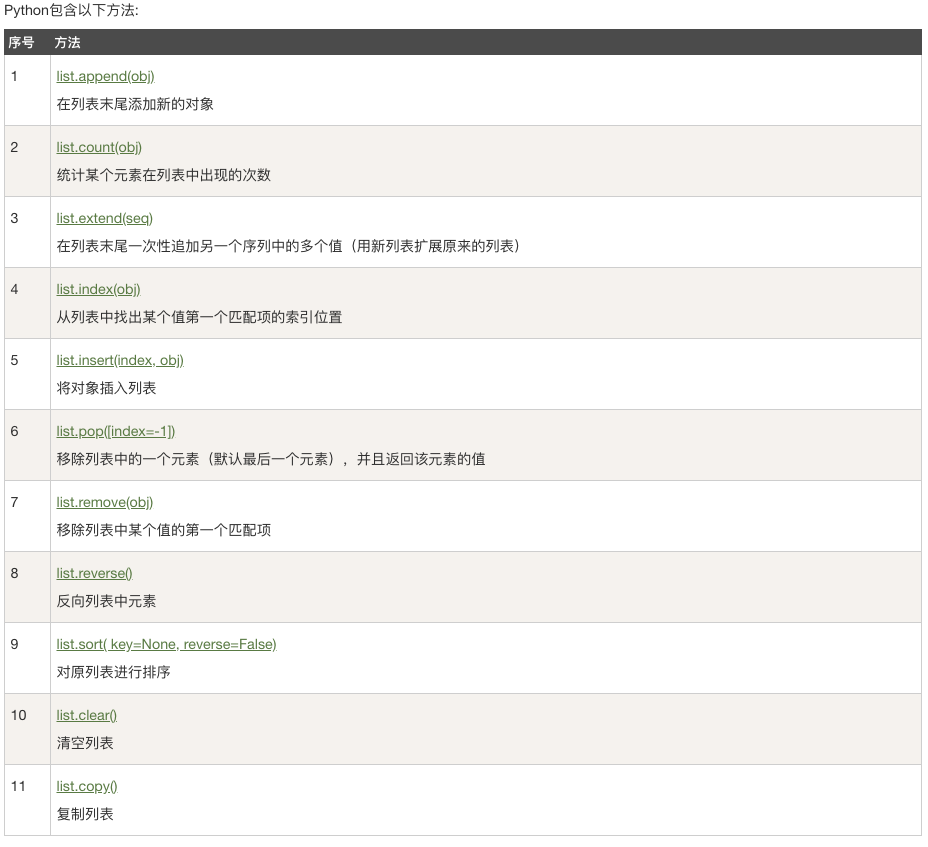 Python包含以下方法:
序号 方法
1 list.append(obj)
在列表末尾添加新的对象
2 list.count(obj)
统计某个元素在列表中出现的次数
3 list.extend(seq)
在列表末尾一次性追加另一个序列中的多个值（用新列表扩展原来的列表）
4 list.index(obj)
从列表中找出某个值第一个匹配项的索引位置
5 list.insert(index, obj)
将对象插入列表
6 list.pop([index=-1])
移除列表中的一个元素（默认最后一个元素），并且返回该元素的值
7 list.remove(obj)
移除列表中某个值的第一个匹配项
8 list.reverse()
反向列表中元素
9 list.sort( key=None, reverse=False)
对原列表进行排序
10 list.clear()
清空列表
11 list.copy()
复制列表